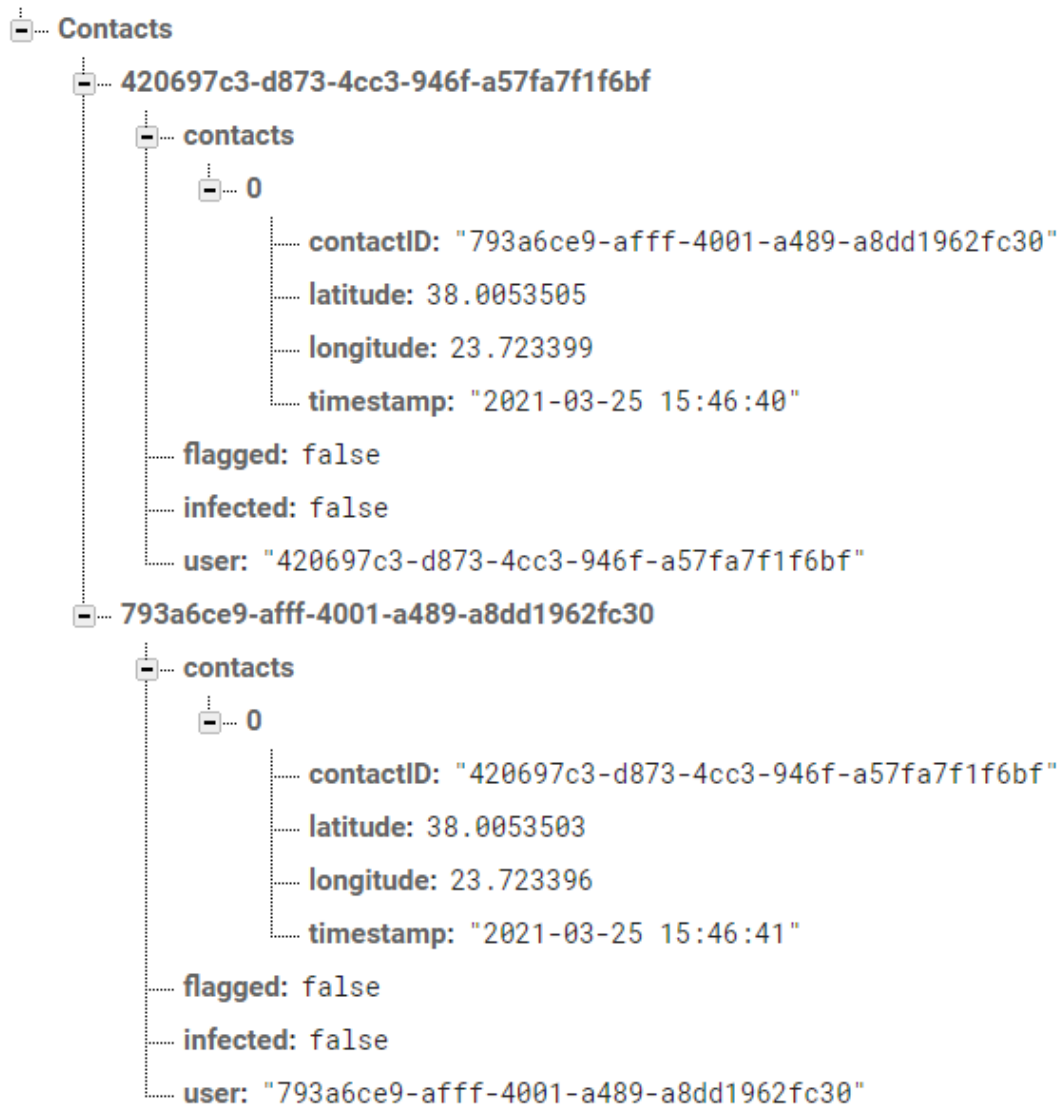 Contacts
420697c3-d873-4cc3-946f-a57fa7f1f6bf
contacts
0
contactID: "793a6ce9-afff-4001-a489-a8dd1962fc30"
latitude: 38.0053505
longitude: 23.723399
timestamp: "2021-03-25 15:46:40"
flagged: false
infected: false
user: "420697c3-d873-4cc3-946f-a57fa7f1f6bf"
793a6ce9-afff-4001-a489-a8dd1962fc30
contacts
0
contactID: "420697c3-d873-4cc3-946f-a57fa7f1f6bf"
latitude: 38.0053503
longitude: 23.723396
timestamp: "2021-03-25 15:46:41"
flagged: false
infected: false
user: "793a6ce9-afff-4001-a489-a8dd1962fc30"